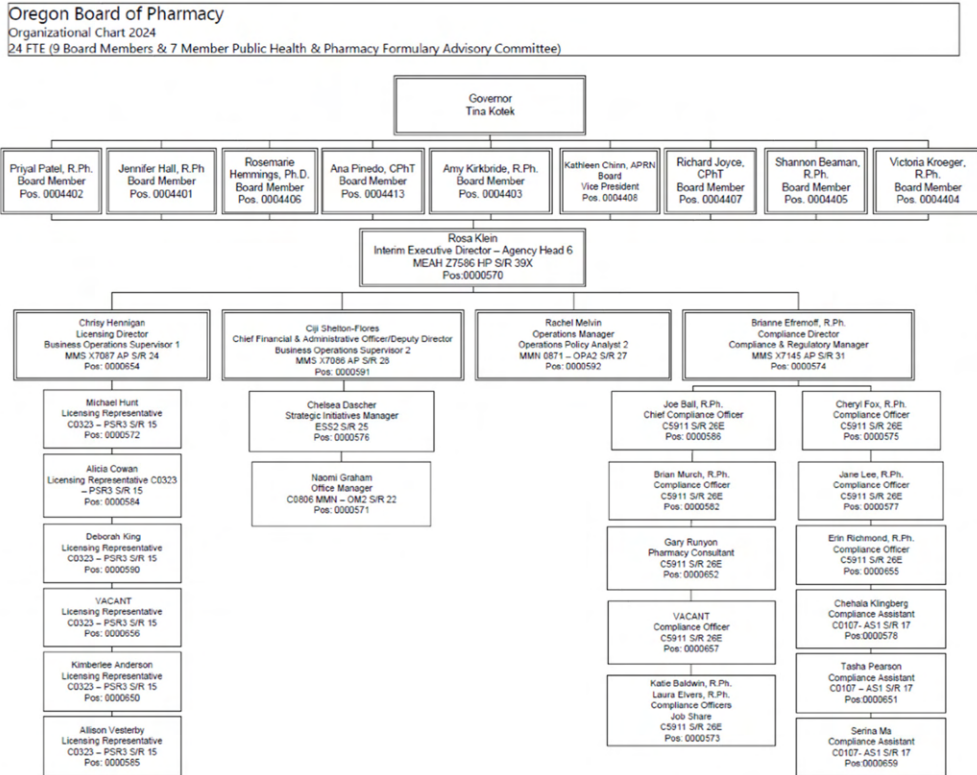 Oregon Board of Pharmacy
Organizational Chart 2024
24 FTE (9 Board Members & 7 Member Public Health & Pharmacy Formulary Advisory Committee)
Governor
Tina Kotek
Priyal Patel, R.Ph.
Board Member
Pos. 0004402
Jennifer Hall, R.Ph
Board Member
Pos. 0004401
Rosemarie
Hemmings, Ph.D.
Board Member
Pos. 0004406
Ana Pinedo, CPhT
Board Member
Pos. 0004413
Amy Kirkbride, R.Ph.
Board Member
Pos. 0004403
Kathleen Chinn, APRN
Board
Vice President
Pos. 0004408
Richard Joyce,
CPhT
Board Member
Pos. 0004407
Shannon Beaman,
R.Ph.
Board Member
Pos. 0004405
Victoria Kroeger,
R.Ph.
Board Member
Pos. 0004404
Rosa Klein
Interim Executive Director – Agency Head 6
MEAH Z7586 HP S/R 39X
Pos:0000570
Chrisy Hennigan
Licensing Director
Business Operations Supervisor 1
MMS X7087 AP S/R 24
Pos: 0000654
Ciji Shelton-Flores
Chief Financial & Administrative Officer/Deputy Director
Business Operations Supervisor 2
MMS X7086 AP S/R 28
Pos: 0000591
Rachel Melvin
Operations Manager
Operations Policy Analyst 2
MMN 0871 – OPA2 S/R 27
Pos: 0000592
Brianne Efremoff, R.Ph.
Compliance Director
Compliance & Regulatory Manager
MMS X7145 AP S/R 31
Pos: 0000574
Michael Hunt
Licensing Representative
C0323 – PSR3 S/R 15
Pos: 0000572
Alicia Cowan
Licensing Representative C0323
– PSR3 S/R 15
Pos: 0000584
Deborah King
Licensing Representative
C0323 – PSR3 S/R 15
Pos: 0000590
VACANT
Licensing Representative
C0323 – PSR3 S/R 15
Pos: 0000656
Kimberlee Anderson
Licensing Representative
C0323 – PSR3 S/R 15
Pos: 0000650
Allison Vesterby
Licensing Representative
C0323 – PSR3 S/R 15
Pos: 0000585
Chelsea Dascher
Strategic Initiatives Manager
ESS2 S/R 25
Pos: 0000576
Naomi Graham
Office Manager
C0806 MMN – OM2 S/R 22
Pos: 0000571
Joe Ball, R.Ph.
Chief Compliance Officer
C5911 S/R 26E
Pos: 0000586
Brian Murch, R.Ph.
Compliance Officer
C5911 S/R 26E
Pos: 0000582
Gary Runyon
Pharmacy Consultant
C5911 S/R 26E
Pos: 0000652
VACANT
Compliance Officer
C5911 S/R 26E
Pos: 0000657
Katie Baldwin, R.Ph.
Laura Elvers, R.Ph.
Compliance Officers
Job Share
C5911 S/R 26E
Pos: 0000573
Cheryl Fox, R.Ph.
Compliance Officer
C5911 S/R 26E
Pos: 0000575
Jane Lee, R.Ph.
Compliance Officer
C5911 S/R 26E
Pos: 0000577
Erin Richmond, R.Ph.
Compliance Officer
C5911 S/R 26E
Pos: 0000655
Chehala Klingberg
Compliance Assistant
C0107- AS1 S/R 17
Pos:0000578
Tasha Pearson
Compliance Assistant
C0107 – AS1 S/R 17
Pos:0000651
Serina Ma
Compliance Assistant
C0107- AS1 S/R 17
Pos:0000659